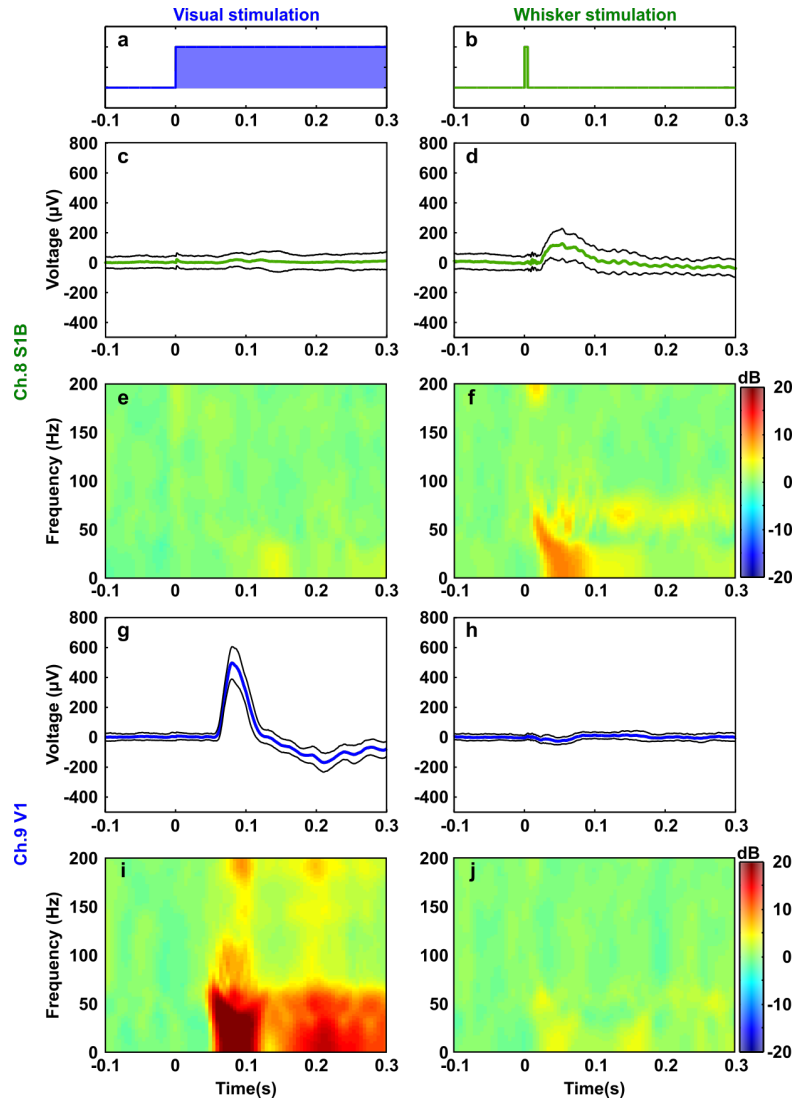 Visual stimulation Whisker stimulation
a b
-0.1 0 0.1 0.2 0.3 -0.1 0 0.1 0.2 0.3
Ch.8 S1B
Voltage (µV)
800
600
400
200
0
-200
-400
c d
-0.1 0 0.1 0.2 0.3 -0.1 0 0.1 0.2 0.3
Frequency (Hz)
200
150
100
50
0
e f
dB
20
10
0
-10
-20
-0.1 0 0.1 0.2 0.3 -0.1 0 0.1 0.2 0.3
Ch.9 V1
Voltage (µV)
800
600
400
200
0
-200
-400
g h
-0.1 0 0.1 0.2 0.3 -0.1 0 0.1 0.2 0.3
Frequency (Hz)
200
150
100
50
0
i j
dB
20
10
0
-10
-20
-0.1 0 0.1 0.2 0.3 -0.1 0 0.1 0.2 0.3
Time(s) Time(s)